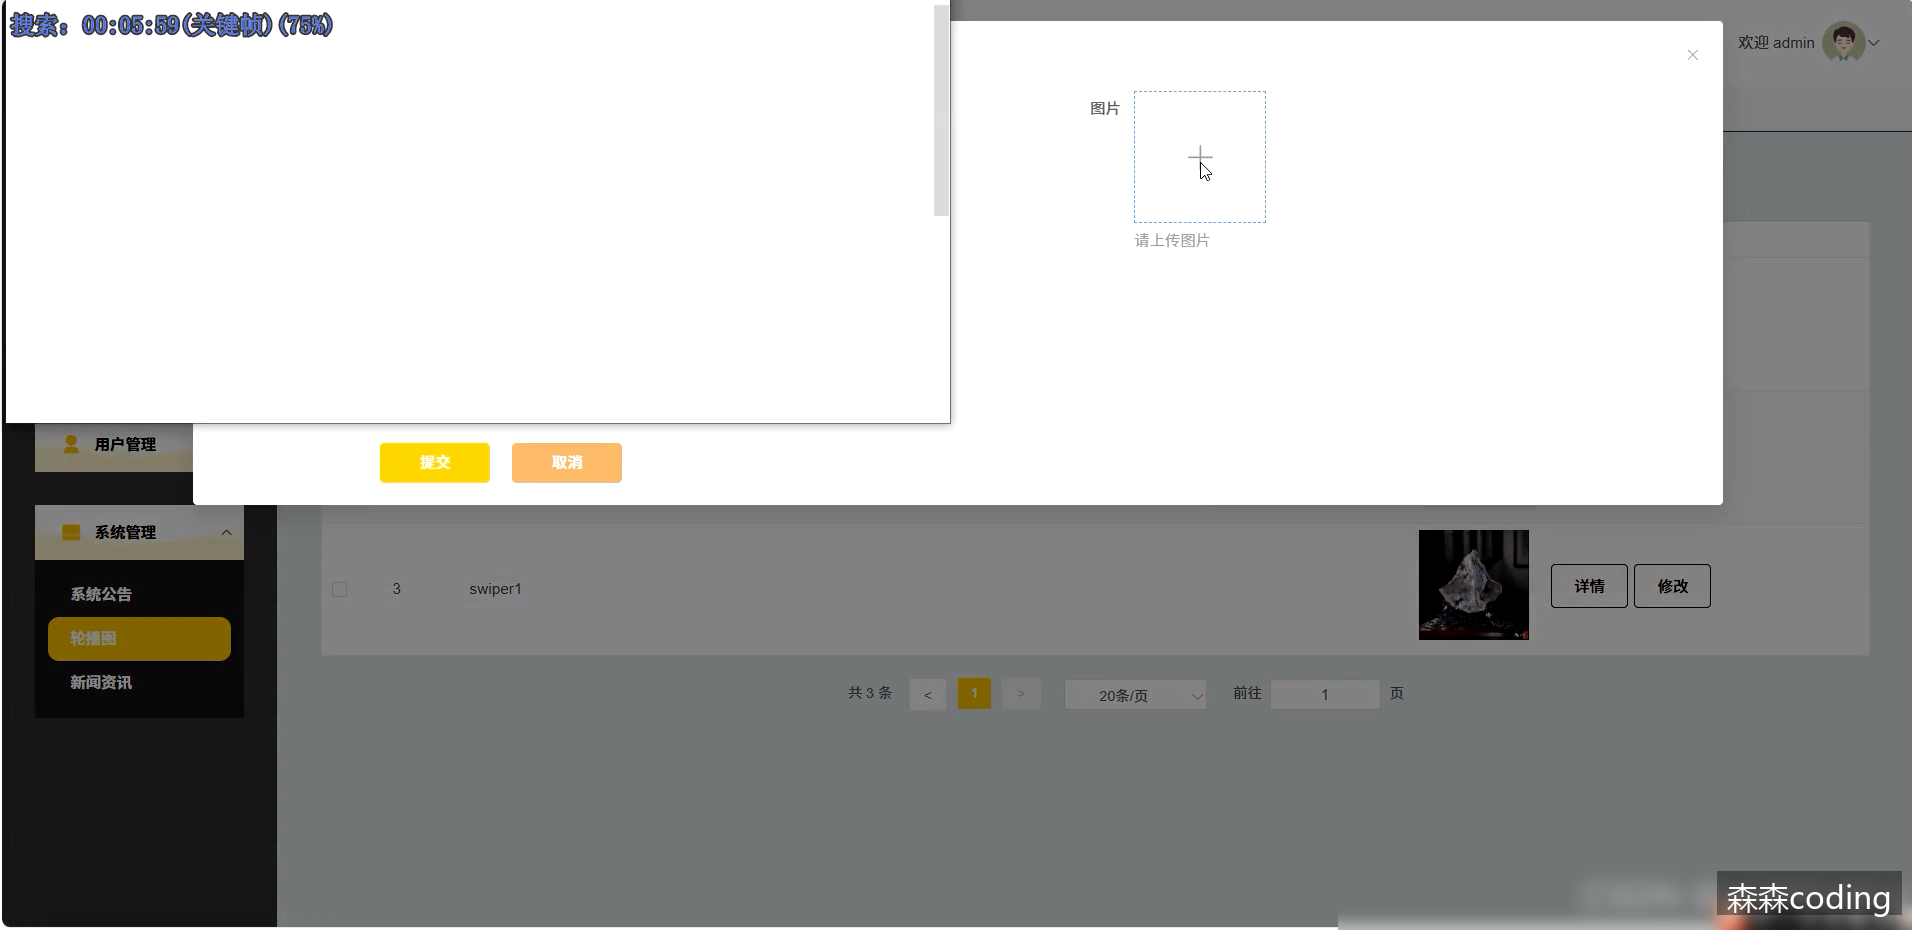 搜索：00:05:59(关键帧)(75%)
欢迎 admin
图片
请上传图片
用户管理
提交
取消
系统管理
系统公告
轮播图
新闻资讯
3
swiper1
详情
修改
共 3 条
<
1
>
20条/页
前往
1
页
森森coding